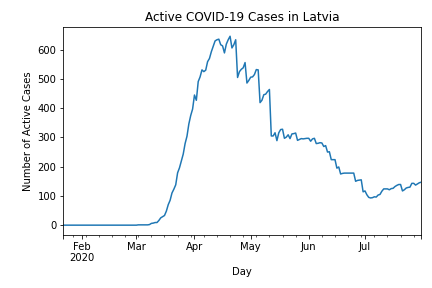 Active COVID-19 Cases in Latvia
Number of Active Cases
600
500
400
300
200
100
0
Feb Mar Apr May Jun Jul
2020
Day